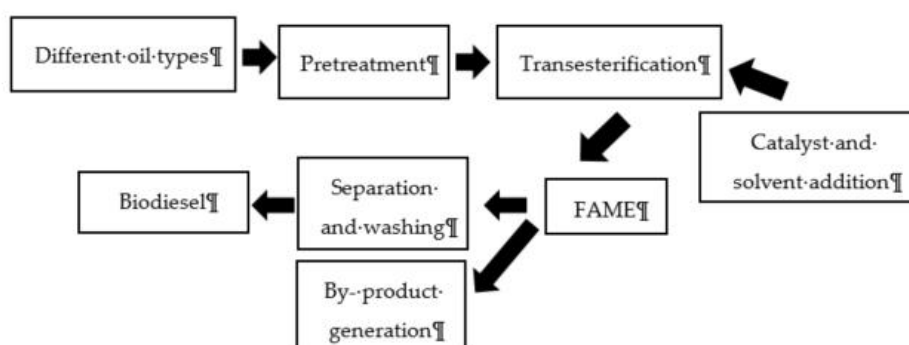 Different·oil·types¶
Pretreatment¶
Transesterification¶
Catalyst·and·
solvent·addition¶
FAME¶
Separation·
and·washing¶
Biodiesel¶
By-·product·
generation¶